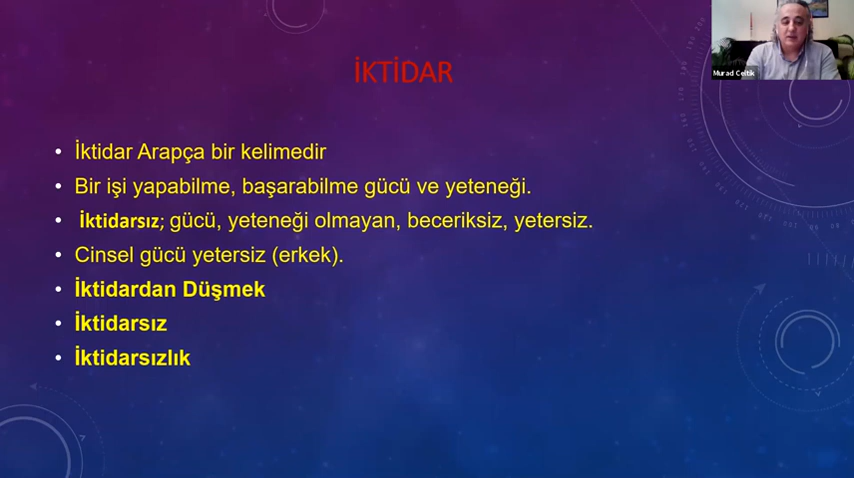 İKTİDAR
Murad Celtik
• İktidar Arapça bir kelimedir
• Bir işi yapabilme, başarabilme gücü ve yeteneği.
• İktidarsız; gücü, yeteneği olmayan, beceriksiz, yetersiz.
• Cinsel gücü yetersiz (erkek).
• İktidardan Düşmek
• İktidarsız
• İktidarsızlık